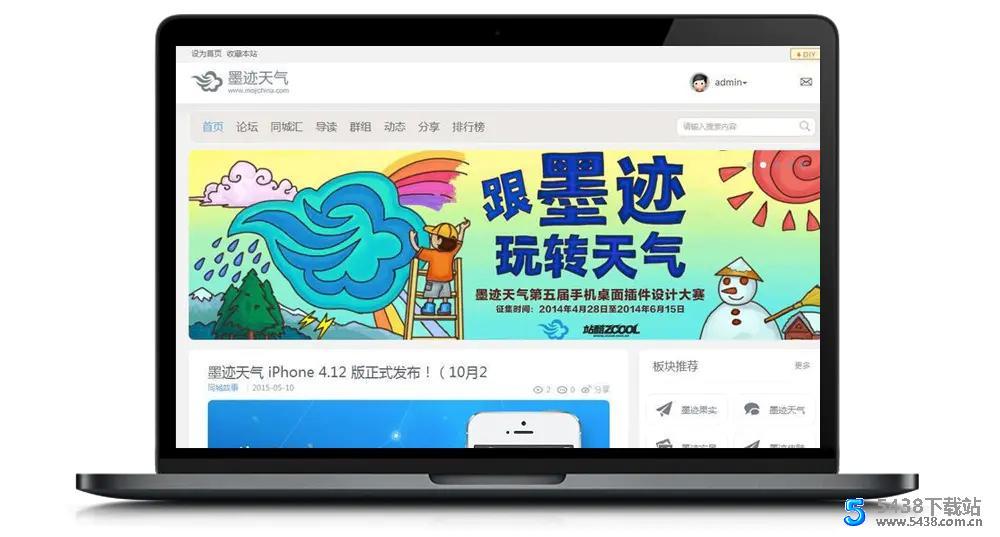 设为首页 收藏本站
DIY
墨迹天气
www.mojichina.com
admin
首页 论坛 同城汇 导读 群组 动态 分享 排行榜
请输入搜索内容
跟墨迹
玩转天气
墨迹天气第五届手机桌面插件设计大赛
征集时间：2014年4月28日至2014年6月15日
站酷ZCOOL
墨迹天气 iPhone 4.12 版正式发布！（10月2
同城故事 2015-05-10 2 0 分享
板块推荐 更多
墨迹果实 墨迹天气
5438下载站
www.5438.com.cn